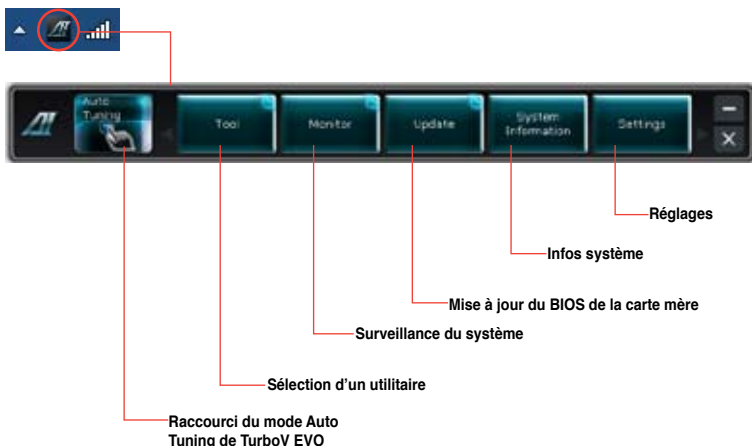 Auto
Tuning
Tool
Monitor
Update
System
Information
Settings
Réglages
Infos système
Mise à jour du BIOS de la carte mère
Surveillance du système
Sélection d'un utilitaire
Raccourci du mode Auto
Tuning de TurboV EVO